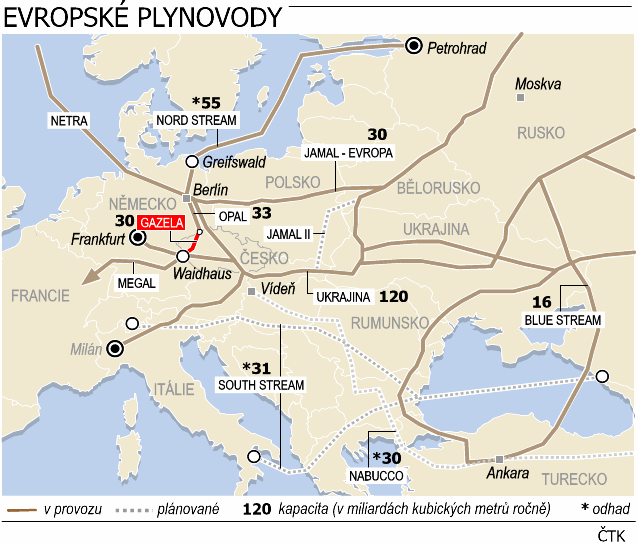 EVROPSKÉ PLYNOVODY
Petrohrad
Moskva
*55
NETRA
NORD STREAM
RUSKO
30
JAMAL - EVROPA
Greifswald
POLSKO
BĚLORUSKO
Berlín
NĚMECKO
30 GAZELA
OPAL 33
Frankfurt
JAMAL II
UKRAJINA
ČESKO
Waidhaus
MEGAL
Vídeň
UKRAJINA 120
FRANCIE
16
BLUE STREAM
RUMUNSKO
Milán
*31
SOUTH STREAM
ITÁLIE
*30
NABUCCO
Ankara
TURECKO
v provozu plánované 120 kapacita (v miliardách kubických metrů ročně) * odhad
ČTK